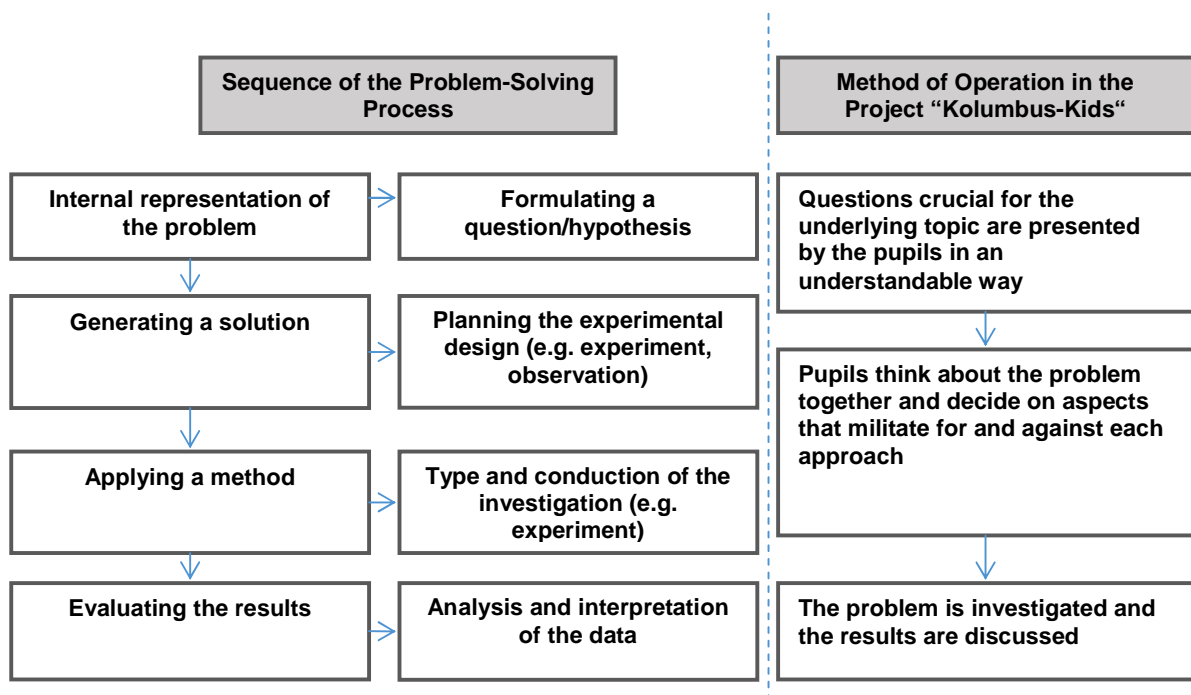 Sequence of the Problem-Solving
Process
Method of Operation in the
Project “Kolumbus-Kids“
Internal representation of
the problem
Formulating a
question/hypothesis
Questions crucial for the
underlying topic are presented
by the pupils in an
understandable way
Generating a solution
Planning the experimental
design (e.g. experiment,
observation)
Pupils think about the problem
together and decide on aspects
that militate for and against each
approach
Applying a method
Type and conduction of the
investigation (e.g.
experiment)
Evaluating the results
Analysis and interpretation
of the data
The problem is investigated and
the results are discussed